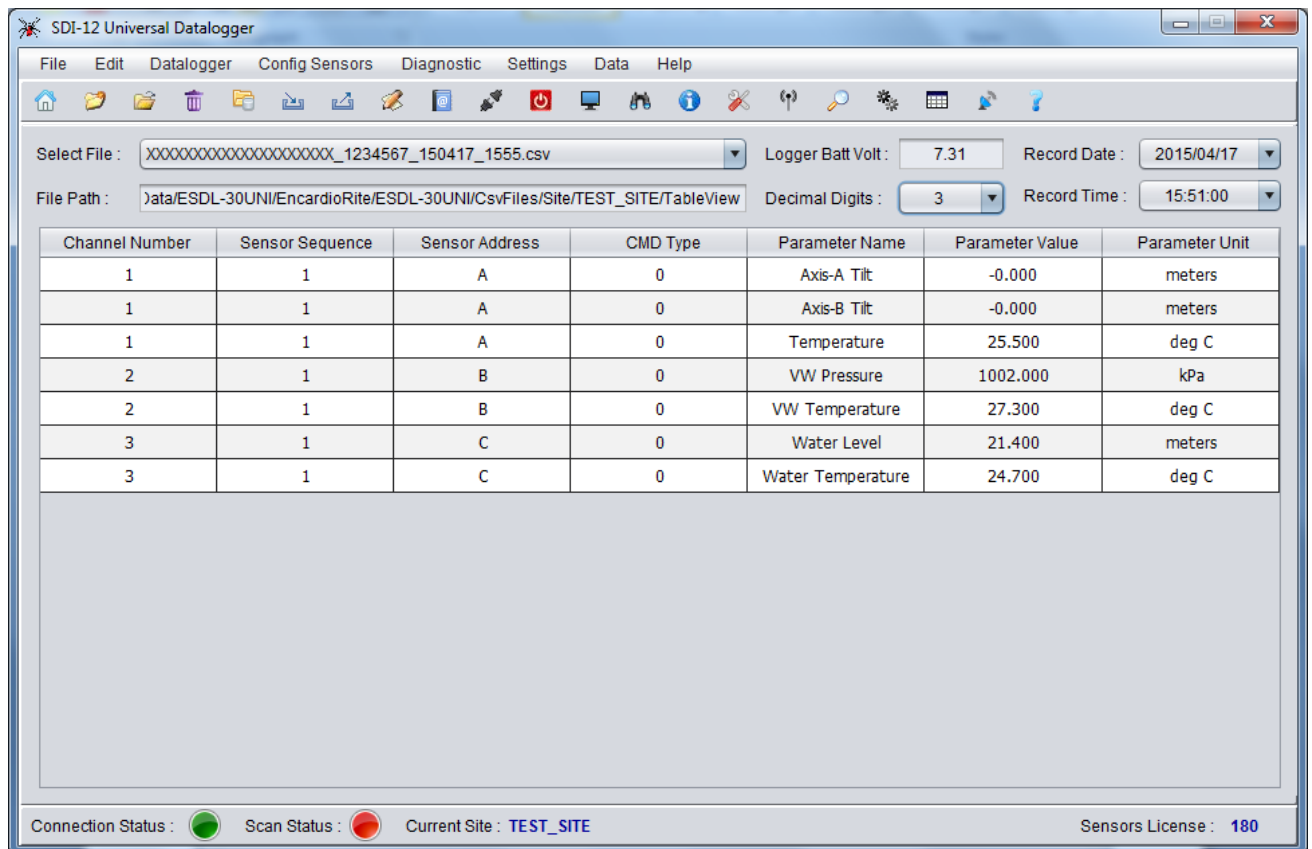 SDI-12 Universal Datalogger
File Edit Datalogger Config Sensors Diagnostic Settings Data Help
Select File : XXXXXXXXXXXXXXXXXXXX_1234567_150417_1555.csv Logger Batt Volt : 7.31 Record Date : 2015/04/17
File Path : )ata/ESDL-30UNI/EncardioRite/ESDL-30UNI/CsvFiles/Site/TEST_SITE/TableView Decimal Digits : 3 Record Time : 15:51:00
Channel Number Sensor Sequence Sensor Address CMD Type Parameter Name Parameter Value Parameter Unit
1 1 A 0 Axis-A Tilt -0.000 meters
1 1 A 0 Axis-B Tilt -0.000 meters
1 1 A 0 Temperature 25.500 deg C
2 1 B 0 VW Pressure 1002.000 kPa
2 1 B 0 VW Temperature 27.300 deg C
3 1 C 0 Water Level 21.400 meters
3 1 C 0 Water Temperature 24.700 deg C
Connection Status : Scan Status : Current Site : TEST_SITE Sensors License : 180